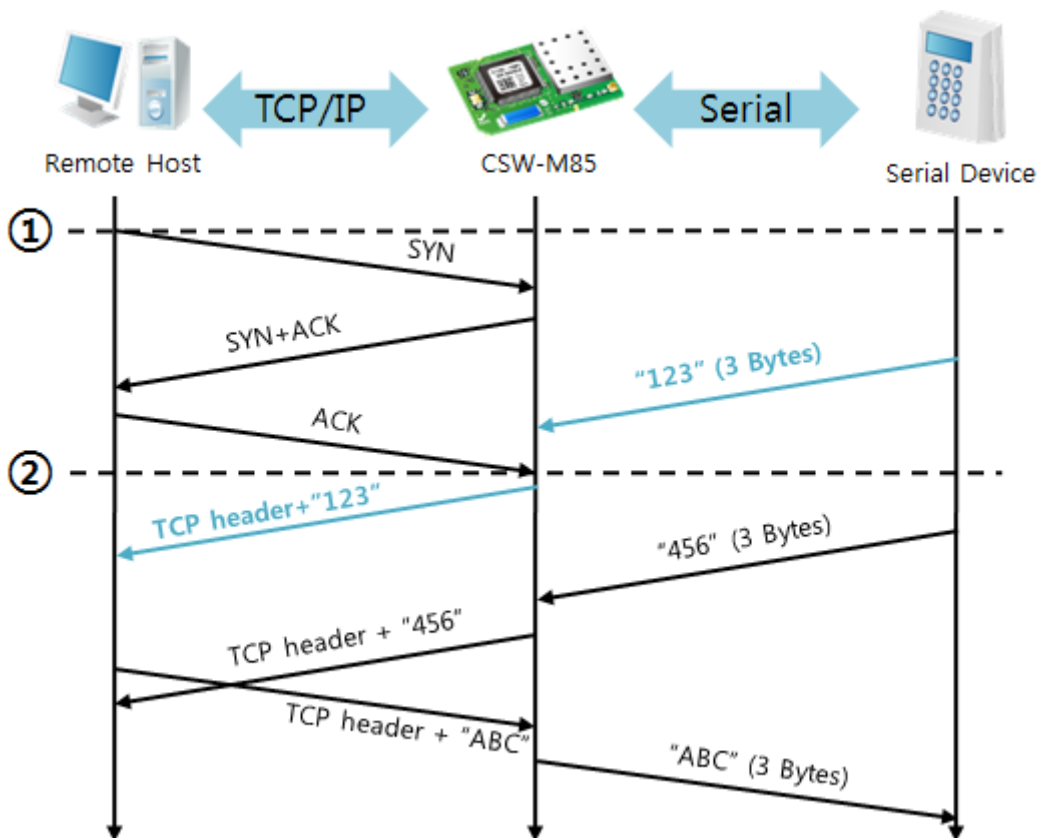 TCP/IP
Serial
Remote Host
CSW-M85
Serial Device
①
SYN
SYN+ACK
“123” (3 Bytes)
ACK
②
TCP header+“123”
“456” (3 Bytes)
TCP header + “456”
TCP header + “ABC”
“ABC” (3 Bytes)